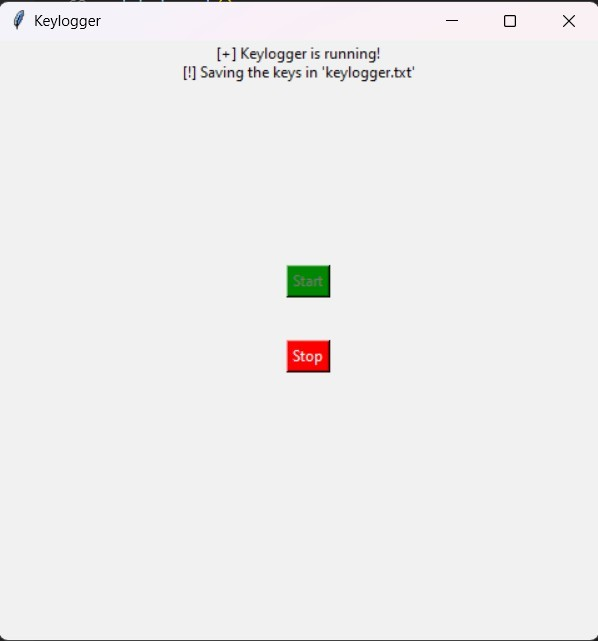 Keylogger
[+] Keylogger is running!
[!] Saving the keys in 'keylogger.txt'
Start
Stop